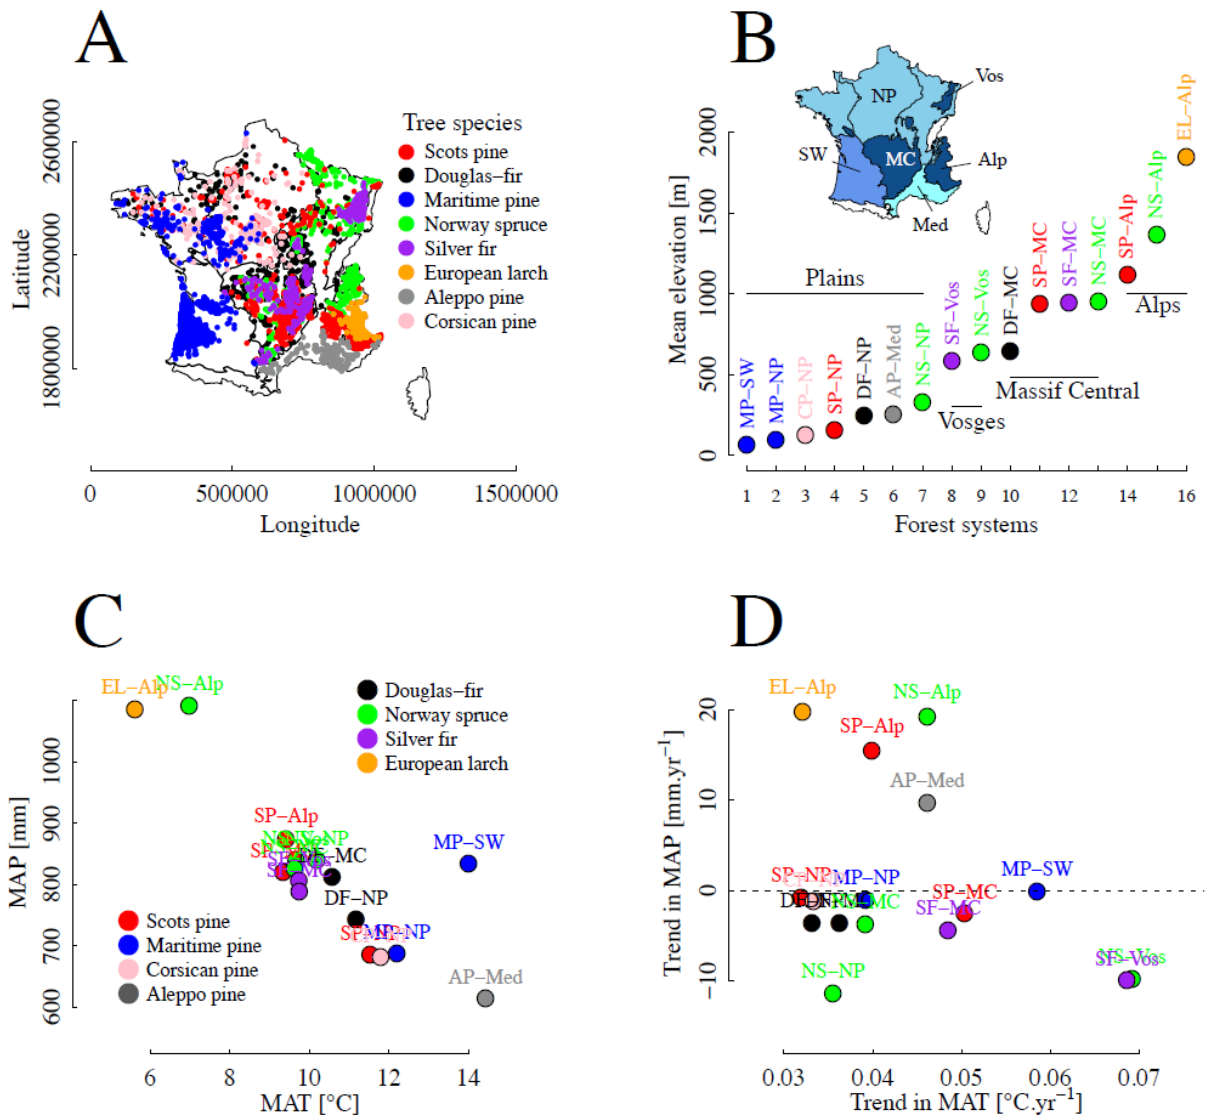 A
Tree species
Scots pine
Douglas–fir
Maritime pine
Norway spruce
Silver fir
European larch
Aleppo pine
Corsican pine
Latitude
2600000
2200000
1800000
0
500000
1000000
1500000
Longitude
B
Mean elevation [m]
2000
1500
1000
500
0
NP
Vos
SW
MC
Alp
Med
Plains
Alps
Massif Central
Vosges
MP–SW
MP–NP
CP–NP
SP–NP
DF–NP
AP–Med
NS–NP
SF–Vos
NS–Vos
DF–MC
SP–MC
SF–MC
NS–MC
SP–Alp
NS–Alp
EL–Alp
1 2 3 4 5 6 7 8 9 10 12 14 16
Forest systems
C
MAP [mm]
1000
900
800
700
600
EL–Alp
NS–Alp
Douglas–fir
Norway spruce
Silver fir
European larch
SP–Alp
MP–SW
DF–NP
MP–NP
AP–Med
Scots pine
Maritime pine
Corsican pine
Aleppo pine
6 8 10 12 14
MAT [°C]
D
Trend in MAP [mm.yr⁻¹]
20
10
0
−10
EL–Alp
NS–Alp
SP–Alp
AP–Med
SP–NP
MP–NP
MP–SW
SP–MC
SF–MC
NS–NP
NS–Vos
SF–Vos
0.03 0.04 0.05 0.06 0.07
Trend in MAT [°C.yr⁻¹]